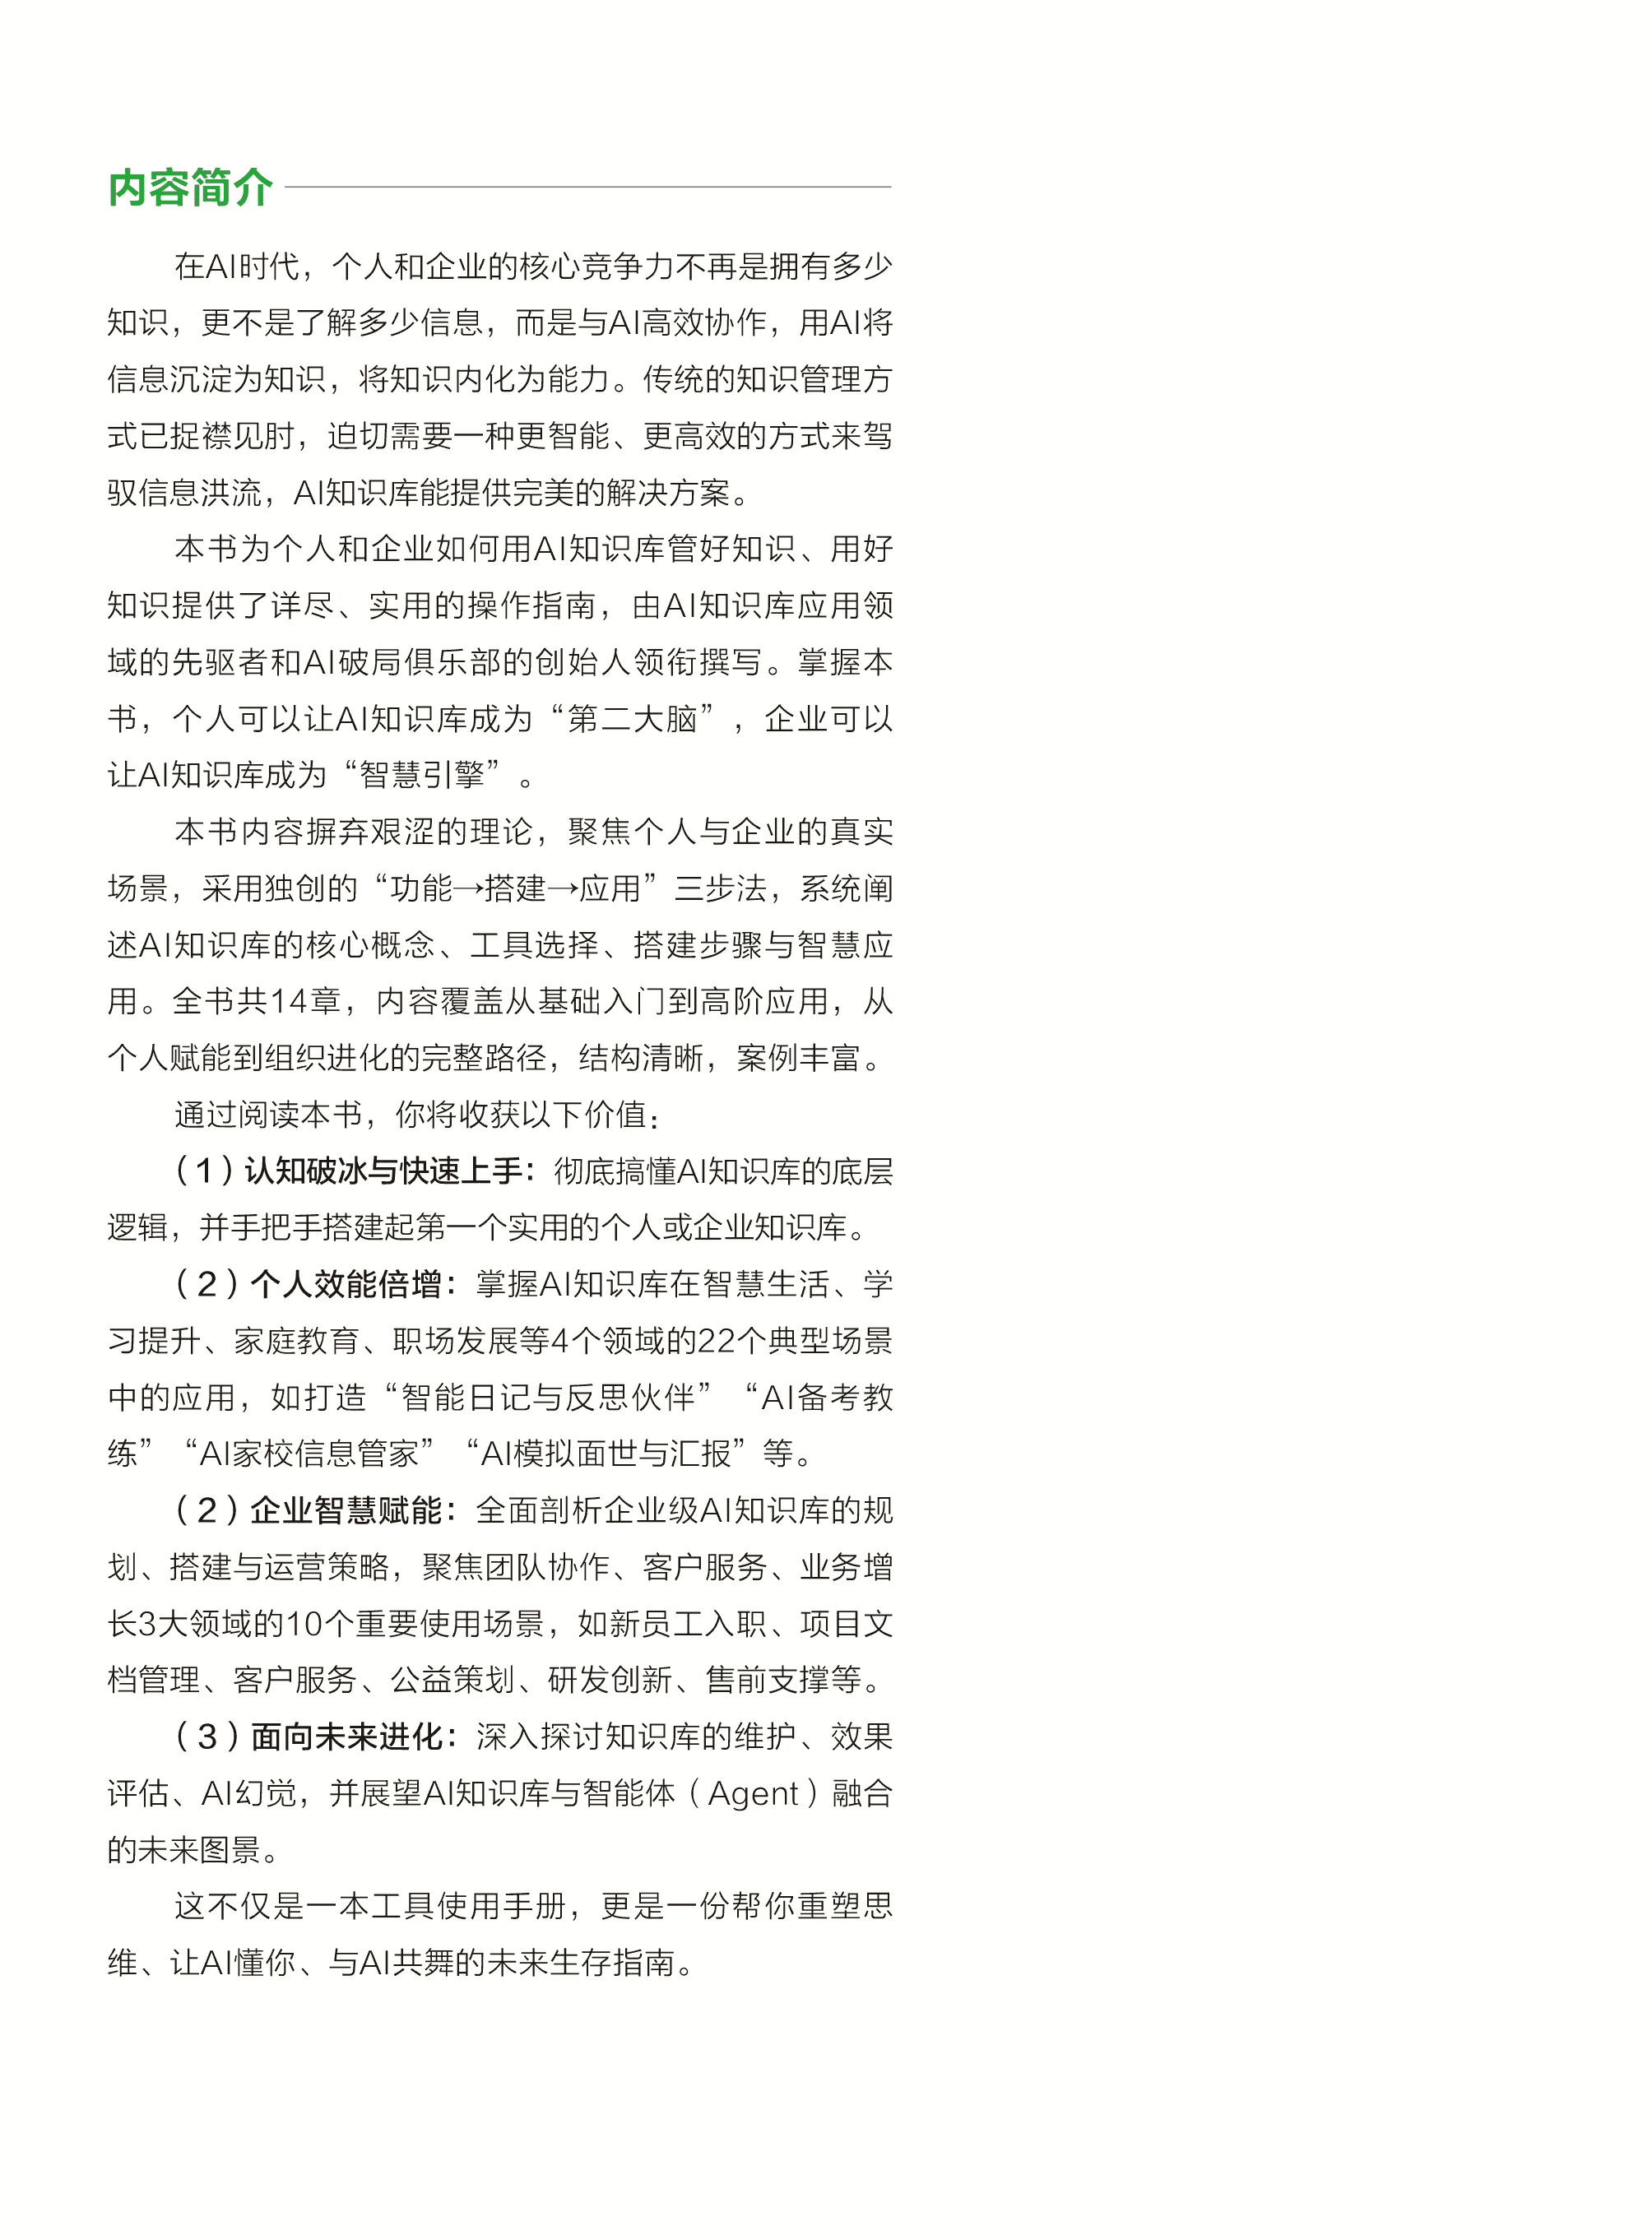 内容简介
在AI时代，个人和企业的核心竞争力不再是拥有多少
知识，更不是了解多少信息，而是与AI高效协作，用AI将
信息沉淀为知识，将知识内化为能力。传统的知识管理方
式已捉襟见肘，迫切需要一种更智能、更高效的方式来驾
驭信息洪流，AI知识库能提供完美的解决方案。
本书为个人和企业如何用AI知识库管好知识、用好
知识提供了详尽、实用的操作指南，由AI知识库应用领
域的先驱者和AI破局俱乐部的创始人领衔撰写。掌握本
书，个人可以让AI知识库成为“第二大脑”，企业可以
让AI知识库成为“智慧引擎”。
本书内容摒弃艰涩的理论，聚焦个人与企业的真实
场景，采用独创的“功能→搭建→应用”三步法，系统阐
述AI知识库的核心概念、工具选择、搭建步骤与智慧应
用。全书共14章，内容覆盖从基础入门到高阶应用，从
个人赋能到组织进化的完整路径，结构清晰，案例丰富。
通过阅读本书，你将收获以下价值：
（1）认知破冰与快速上手：彻底搞懂AI知识库的底层
逻辑，并手把手搭建起第一个实用的个人或企业知识库。
（2）个人效能倍增：掌握AI知识库在智慧生活、学
习提升、家庭教育、职场发展等4个领域的22个典型场景
中的应用，如打造“智能日记与反思伙伴”“AI备考教
练”“AI家校信息管家”“AI模拟面世与汇报”等。
（2）企业智慧赋能：全面剖析企业级AI知识库的规
划、搭建与运营策略，聚焦团队协作、客户服务、业务增
长3大领域的10个重要使用场景，如新员工入职、项目文
档管理、客户服务、公益策划、研发创新、售前支撑等。
（3）面向未来进化：深入探讨知识库的维护、效果
评估、AI幻觉，并展望AI知识库与智能体（Agent）融合
的未来图景。
这不仅是一本工具使用手册，更是一份帮你重塑思
维、让AI懂你、与AI共舞的未来生存指南。